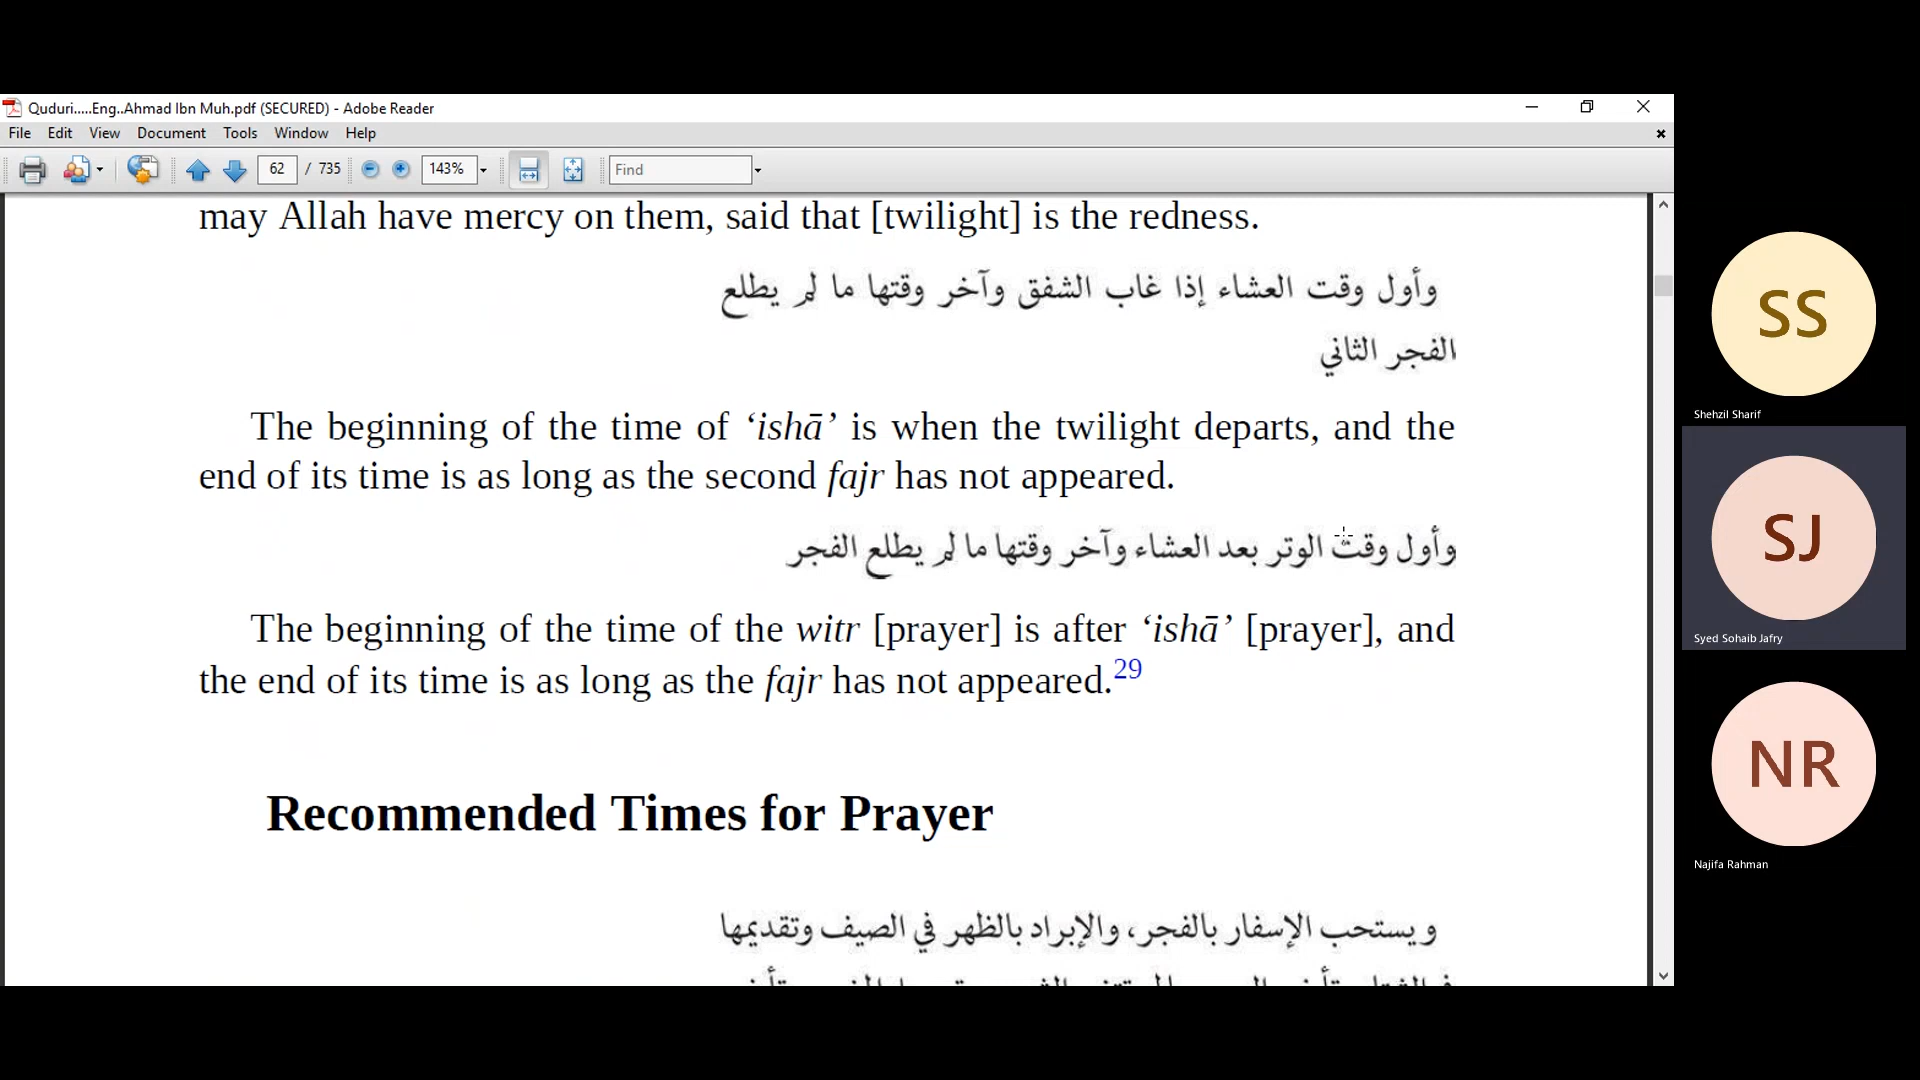 Quduri.....Eng..Ahmad Ibn Muh.pdf (SECURED) - Adobe Reader
File Edit View Document Tools Window Help
62 / 735 143% Find
may Allah have mercy on them, said that [twilight] is the redness.
وأول وقت العشاء إذا غاب الشفق وآخر وقتها ما لم يطلع
الفجر الثاني
The beginning of the time of ‘ishā’ is when the twilight departs, and the
end of its time is as long as the second fajr has not appeared.
وأول وقت الوتر بعد العشاء وآخر وقتها ما لم يطلع الفجر
The beginning of the time of the witr [prayer] is after ‘ishā’ [prayer], and
the end of its time is as long as the fajr has not appeared.29
Recommended Times for Prayer
ويستحب الإسفار بالفجر، والإبراد بالظهر في الصيف وتقديمها
SS
Shehzil Sharif
SJ
Syed Sohaib Jafry
NR
Najifa Rahman